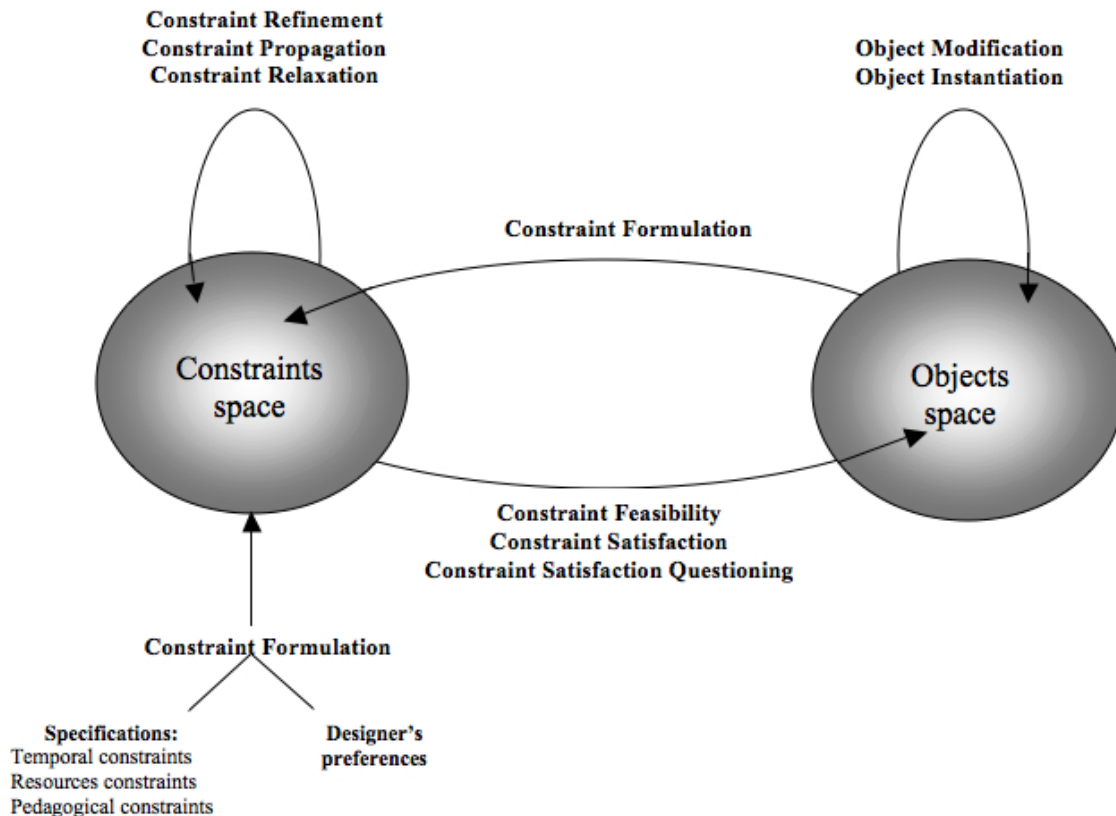 Constraint Refinement
Constraint Propagation
Constraint Relaxation
Object Modification
Object Instantiation
Constraint Formulation
Constraints
space
Objects
space
Constraint Feasibility
Constraint Satisfaction
Constraint Satisfaction Questioning
Constraint Formulation
Specifications:
Temporal constraints
Resources constraints
Pedagogical constraints
Designer's
preferences